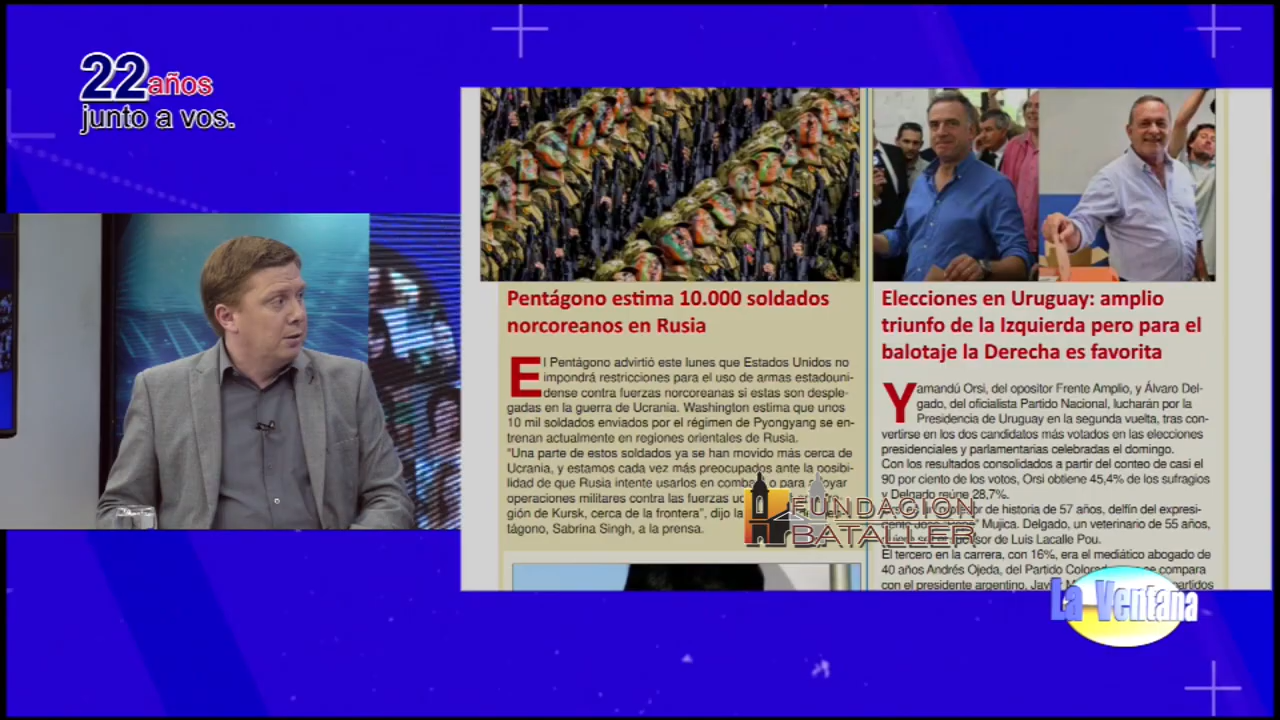 22 años
junto a vos.
Pentágono estima 10.000 soldados
norcoreanos en Rusia
El Pentágono advirtió este lunes que Estados Unidos no
impondrá restricciones para el uso de armas estadouni-
dense contra fuerzas norcoreanas si estas son desple-
gadas en la guerra de Ucrania. Washington estima que unos
10 mil soldados enviados por el régimen de Pyongyang se en-
trenan actualmente en regiones orientales de Rusia.
"Una parte de estos soldados ya se han movido más cerca de
Ucrania, y estamos cada vez más preocupados ante la posibi-
lidad de que Rusia intente usarlos en combate o para apoyar
operaciones militares contra las fuerzas
gión de Kursk, cerca de la frontera", dijo la
tágono, Sabrina Singh, a la prensa.
Elecciones en Uruguay: amplio
triunfo de la Izquierda pero para el
balotaje la Derecha es favorita
Yamandú Orsi, del opositor Frente Amplio, y Álvaro Del-
gado, del oficialista Partido Nacional, lucharán por la
Presidencia de Uruguay en la segunda vuelta, tras con-
vertirse en los dos candidatos más votados en las elecciones
presidenciales y parlamentarias celebradas el domingo.
Con los resultados consolidados a partir del conteo de casi el
90 por ciento de los votos, Orsi obtiene 45,4% de los sufragios
y Delgado reúne 28,7%.
de historia de 57 años, delfín del expresi-
Mujica. Delgado, un veterinario de 55 años,
de Luis Lacalle Pou.
El tercero en la carrera, con 16%, era el mediático abogado de
40 años Andrés Ojeda, del Partido compara
con el presidente argentino, partidos
FUNDACION
BATALLER
La Ventana